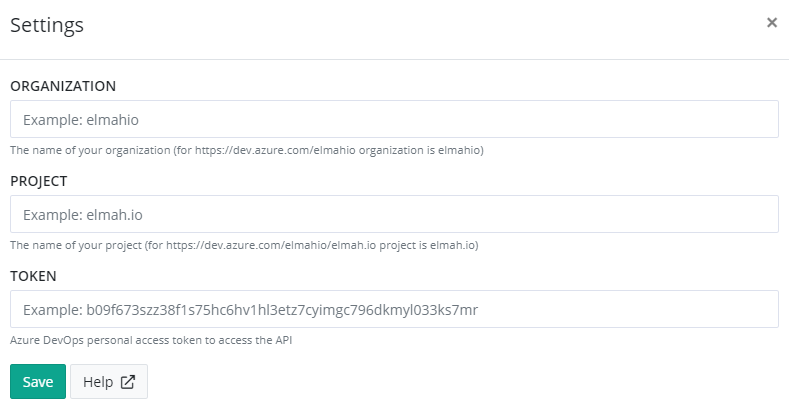 Settings
×
ORGANIZATION
Example: elmahio
The name of your organization (for https://dev.azure.com/elmahio organization is elmahio)
PROJECT
Example: elmah.io
The name of your project (for https://dev.azure.com/elmahio/elmah.io project is elmah.io)
TOKEN
Example: b09f673szz38f1s75hc6hv1hl3etz7cyimgc796dkmyl033ks7mr
Azure DevOps personal access token to access the API
Save Help